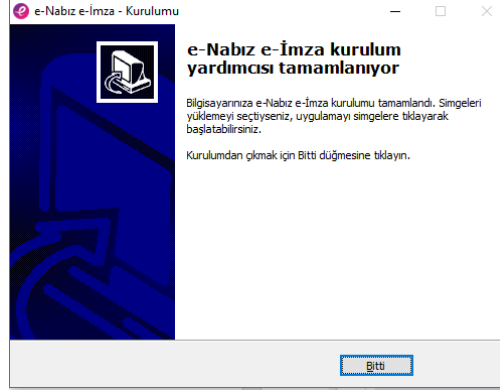 e-Nabız e-İmza - Kurulumu
e-Nabız e-İmza kurulum
yardımcısı tamamlanıyor
Bilgisayarınıza e-Nabız e-İmza kurulumu tamamlandı. Simgeleri
yüklemeyi seçtiyseniz, uygulamayı simgelere tıklayarak
başlatabilirsiniz.
Kurulumdan çıkmak için Bitti düğmesine tıklayın.
Bitti